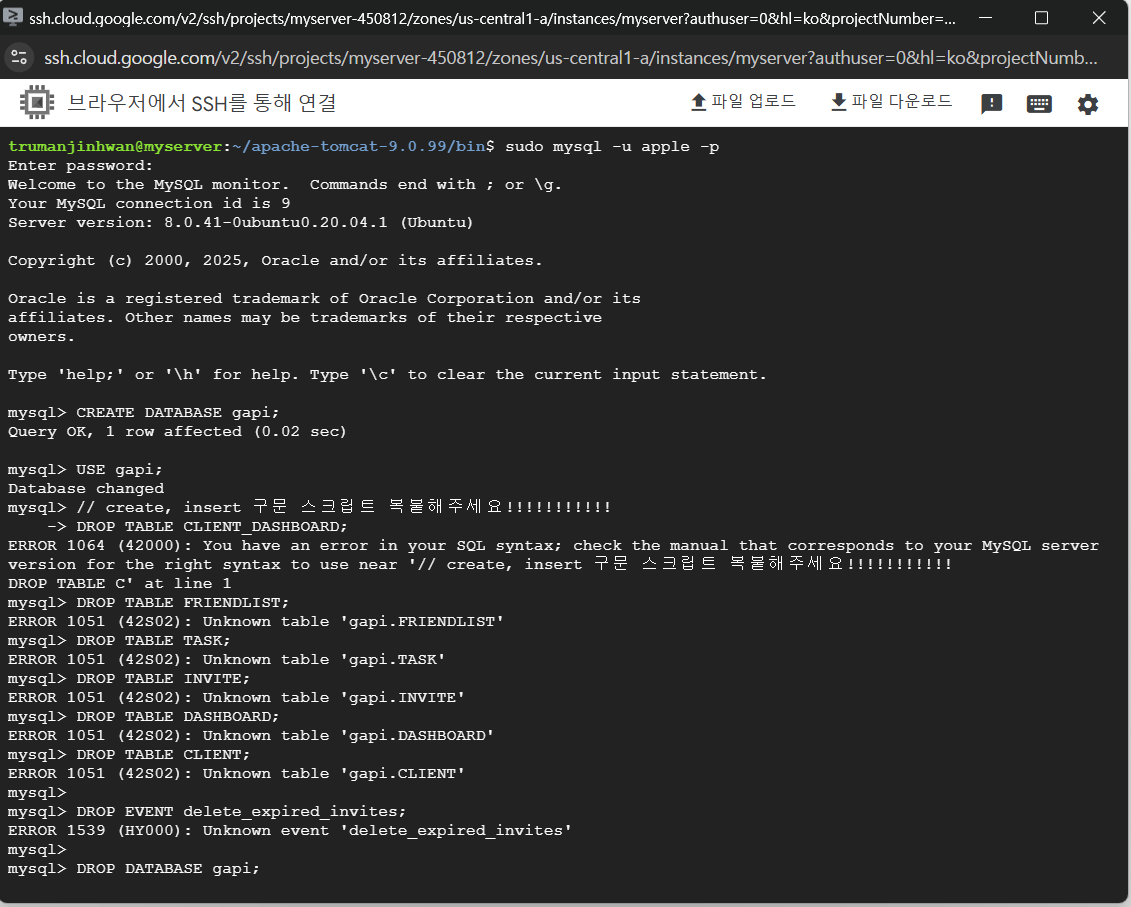 ssh.cloud.google.com/v2/ssh/projects/myserver-450812/zones/us-central1-a/instances/myserver?authuser=0&hl=ko&projectNumber=...
ssh.cloud.google.com/v2/ssh/projects/myserver-450812/zones/us-central1-a/instances/myserver?authuser=0&hl=ko&projectNumb...
브라우저에서 SSH를 통해 연결 파일 업로드 파일 다운로드
trumanjinhwan@myserver:~/apache-tomcat-9.0.99/bin$ sudo mysql -u apple -p
Enter password:
Welcome to the MySQL monitor.  Commands end with ; or \g.
Your MySQL connection id is 9
Server version: 8.0.41-0ubuntu0.20.04.1 (Ubuntu)
Copyright (c) 2000, 2025, Oracle and/or its affiliates.
Oracle is a registered trademark of Oracle Corporation and/or its
affiliates. Other names may be trademarks of their respective
owners.
Type 'help;' or '\h' for help. Type '\c' to clear the current input statement.
mysql> CREATE DATABASE gapi;
Query OK, 1 row affected (0.02 sec)
mysql> USE gapi;
Database changed
mysql> // create, insert 구문 스크립트 복붙해주세요!!!!!!!!!!!
    -> DROP TABLE CLIENT_DASHBOARD;
ERROR 1064 (42000): You have an error in your SQL syntax; check the manual that corresponds to your MySQL server
version for the right syntax to use near '// create, insert 구문 스크립트 복붙해주세요!!!!!!!!!!!
DROP TABLE C' at line 1
mysql> DROP TABLE FRIENDLIST;
ERROR 1051 (42S02): Unknown table 'gapi.FRIENDLIST'
mysql> DROP TABLE TASK;
ERROR 1051 (42S02): Unknown table 'gapi.TASK'
mysql> DROP TABLE INVITE;
ERROR 1051 (42S02): Unknown table 'gapi.INVITE'
mysql> DROP TABLE DASHBOARD;
ERROR 1051 (42S02): Unknown table 'gapi.DASHBOARD'
mysql> DROP TABLE CLIENT;
ERROR 1051 (42S02): Unknown table 'gapi.CLIENT'
mysql>
mysql> DROP EVENT delete_expired_invites;
ERROR 1539 (HY000): Unknown event 'delete_expired_invites'
mysql>
mysql> DROP DATABASE gapi;